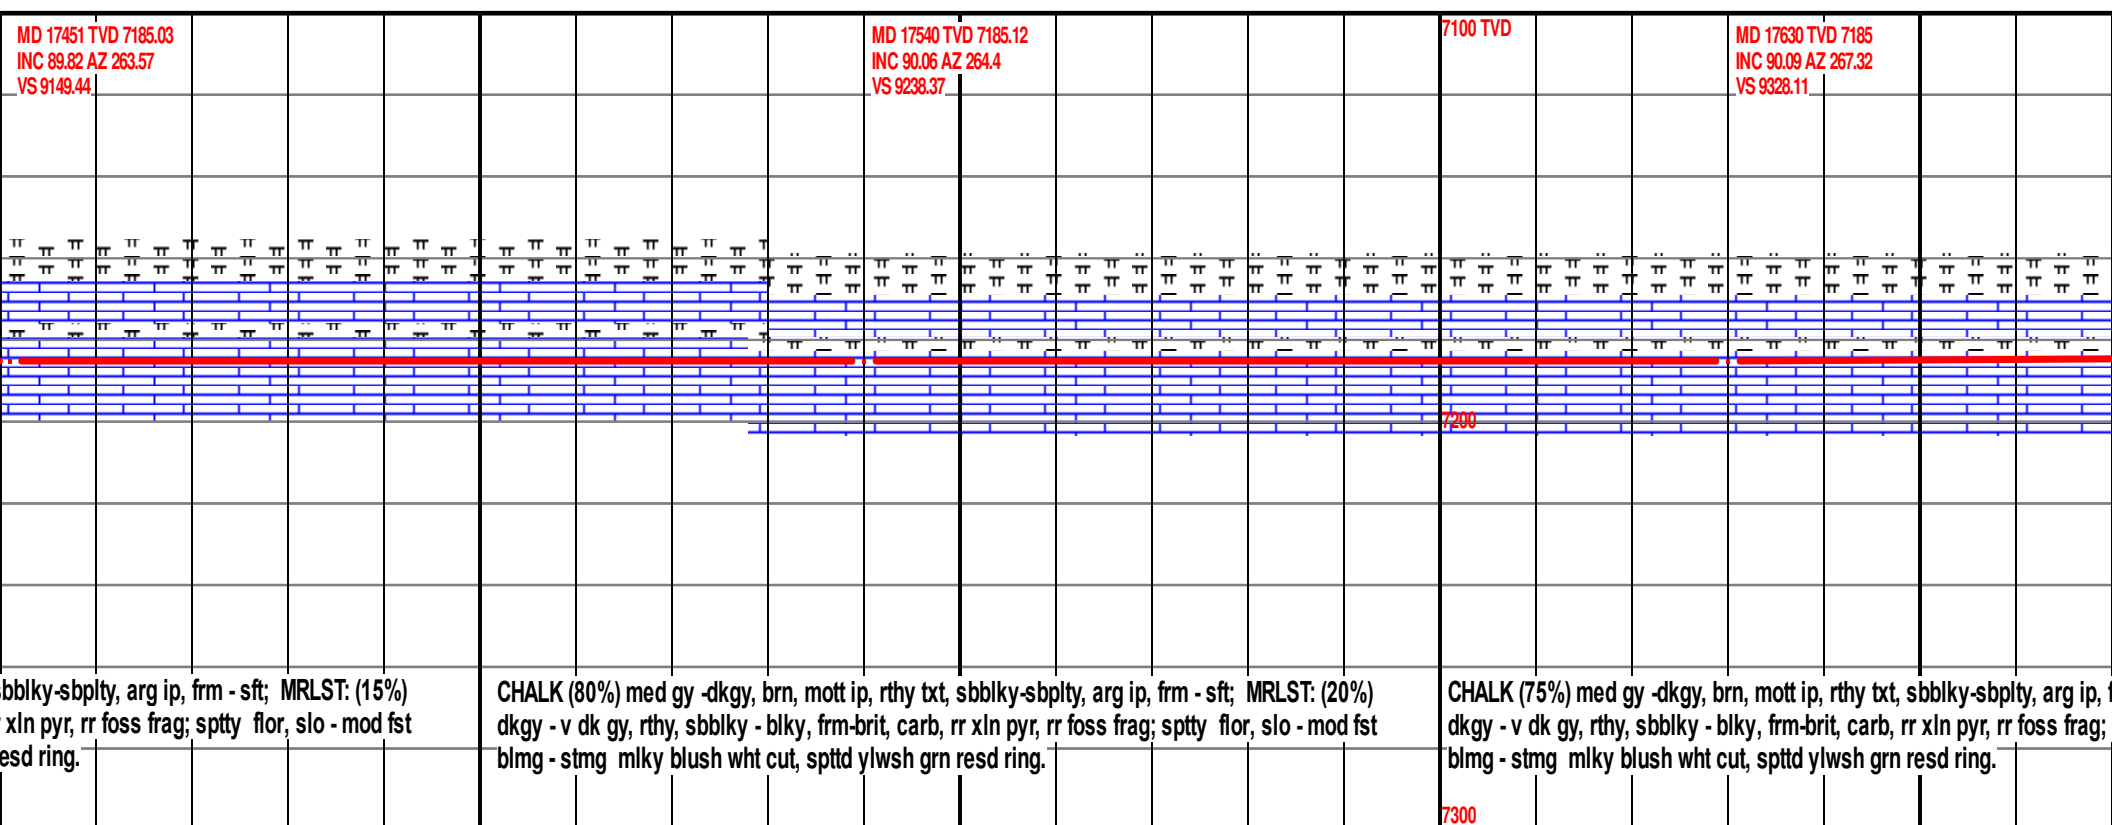 MD 17451 TVD 7185.03
INC 89.82 AZ 263.57
VS 9149.44
MD 17540 TVD 7185.12
INC 90.06 AZ 264.4
VS 9238.37
7100 TVD
MD 17630 TVD 7185
INC 90.09 AZ 267.32
VS 9328.11
7200
sbblky-sbplty, arg ip, frm - sft;  MRLST: (15%)
xln pyr, rr foss frag; sptty  flor, slo - mod fst
resd ring.
CHALK (80%) med gy -dkgy, brn, mott ip, rthy txt, sbblky-sbplty, arg ip, frm - sft;  MRLST: (20%)
dkgy - v dk gy, rthy, sbblky - blky, frm-brit, carb, rr xln pyr, rr foss frag; sptty  flor, slo - mod fst
blmg - stmg  mlky blush wht cut, spttd ylwsh grn resd ring.
CHALK (75%) med gy -dkgy, brn, mott ip, rthy txt, sbblky-sbplty, arg ip,
dkgy - v dk gy, rthy, sbblky - blky, frm-brit, carb, rr xln pyr, rr foss frag;
blmg - stmg  mlky blush wht cut, spttd ylwsh grn resd ring.
7300